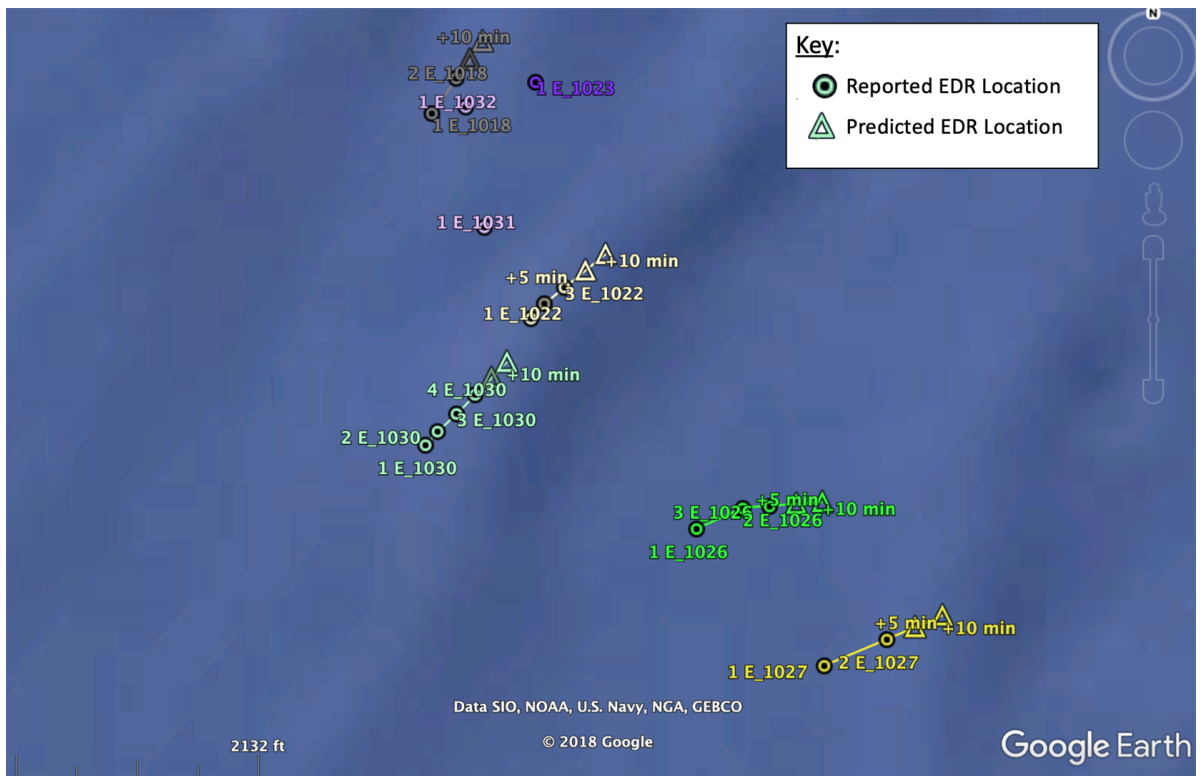 N
Key:
Reported EDR Location
Predicted EDR Location
+10 min
2 E_1018
1 E_1023
1 E_1032
1 E_1018
1 E_1031
+10 min
+5 min
3 E_1022
1 E_1022
+10 min
4 E_1030
3 E_1030
2 E_1030
1 E_1030
+5 min
+10 min
3 E_1026
2 E_1026
1 E_1026
+5 min
+10 min
2 E_1027
1 E_1027
Data SIO, NOAA, U.S. Navy, NGA, GEBCO
© 2018 Google
2132 ft
Google Earth